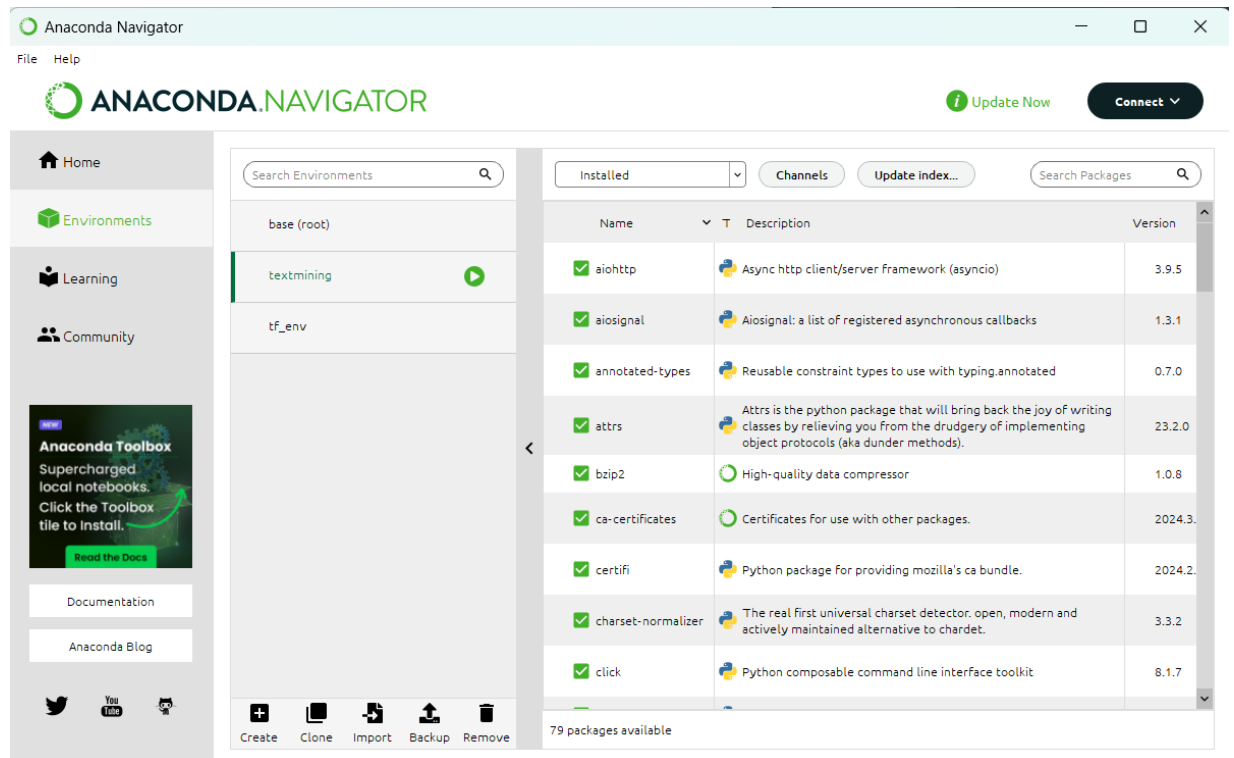 Anaconda Navigator
File Help
ANACONDA.NAVIGATOR
Update Now
Connect
Home
Environments
Learning
Community
NEW
Anaconda Toolbox
Supercharged
local notebooks.
Click the Toolbox
tile to Install.
Read the Docs
Documentation
Anaconda Blog
You
Tube
Search Environments
base (root)
textmining
tf_env
Create Clone Import Backup Remove
Installed
Channels
Update index...
Search Packages
Name T Description Version
aiohttp Async http client/server framework (asyncio) 3.9.5
aiosignal Aiosignal: a list of registered asynchronous callbacks 1.3.1
annotated-types Reusable constraint types to use with typing.annotated 0.7.0
attrs Attrs is the python package that will bring back the joy of writing
classes by relieving you from the drudgery of implementing
object protocols (aka dunder methods). 23.2.0
bzip2 High-quality data compressor 1.0.8
ca-certificates Certificates for use with other packages. 2024.3.
certifi Python package for providing mozilla's ca bundle. 2024.2.
charset-normalizer The real first universal charset detector. open, modern and
actively maintained alternative to chardet. 3.3.2
click Python composable command line interface toolkit 8.1.7
79 packages available